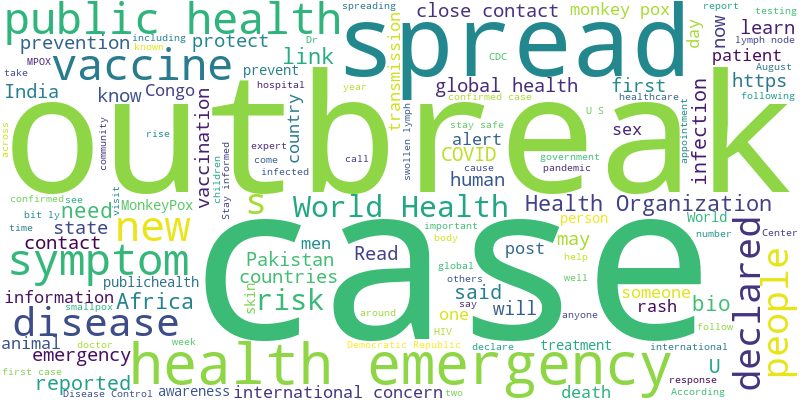 public health
including
known
Dr
close contact
monkey pox
spreading
report
testing
prevention
protect
transmission
day
now
learn
lymph node
MPOX
vaccine
link
spread
CDC
patient
take
prevent
global health
first
https
India
know
Congo
hospital
year
confirmed case
healthcare
August
following
outbreak
across
community
rise
vaccination
expert
come
infected
country
call
swollen lymph
alert
stay safe
COVID
cause
human
U S
sex
government
pandemic
infection
appointment
confirmed
see
visit
children
Stay informed
bit ly
need
MonkeyPox
s
World Health
Health Organization
time
state
new
contact
men
Read
important
body
post
may
person
World
number
Center
symptom
publichealth
Pakistan
countries
global
others
well
help
information
smallpox
Africa
skin
risk
case
said
will
someone
rash
bio
declared
people
disease
around
say
one
anyone
follow
animal
doctor
week
HIV
Democratic Republic
declare
treatment
U
international
emergency
first case
health emergency
response
reported
Disease Control
awareness
international concern
two
death
According